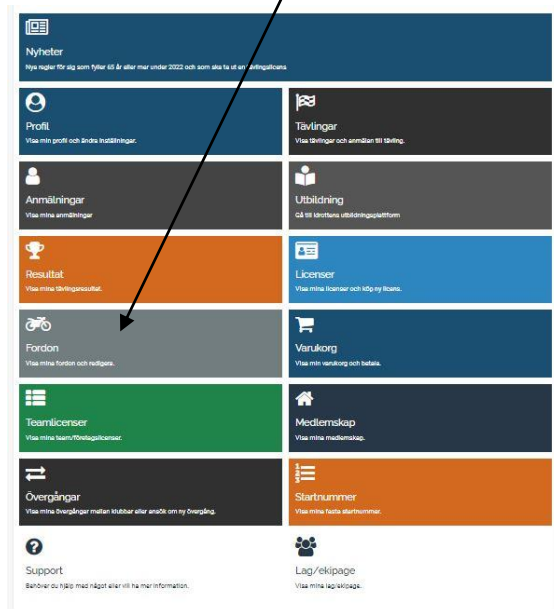 Nyheter
Nya regler för sig som fyller 65 år eller mer under 2022 och som ska ta ut en tävlingslicens
Profil
Visa min profil och ändra inställningar.
Tävlingar
Visa tävlingar och anmälan till tävling.
Anmälningar
Visa mina anmälningar
Utbildning
Gå till idrottens utbildningsplattform
Resultat
Visa mina tävlingsresultat.
Licenser
Visa mina licenser och köp ny licens.
Fordon
Visa mina fordon och redigera.
Varukorg
Visa min varukorg och betala.
Teamlicenser
Visa mina team/företagslicenser.
Medlemskap
Visa mina medlemskap.
Övergångar
Visa mina övergångar mellan klubbar eller ansök om ny övergång.
Startnummer
Visa mina fasta startnummer.
Support
Behöver du hjälp med något eller vill ha mer information.
Lag/ekipage
Visa mina lag/ekipage.